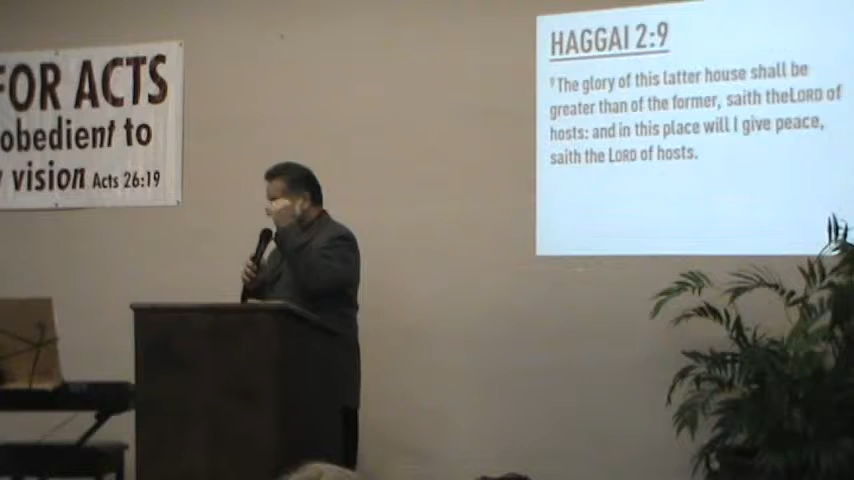 FOR ACTS
obedient to
vision Acts 26:19
HAGGAI 2:9
9 The glory of this latter house shall be
greater than of the former, saith theLORD of
hosts: and in this place will I give peace,
saith the LORD of hosts.